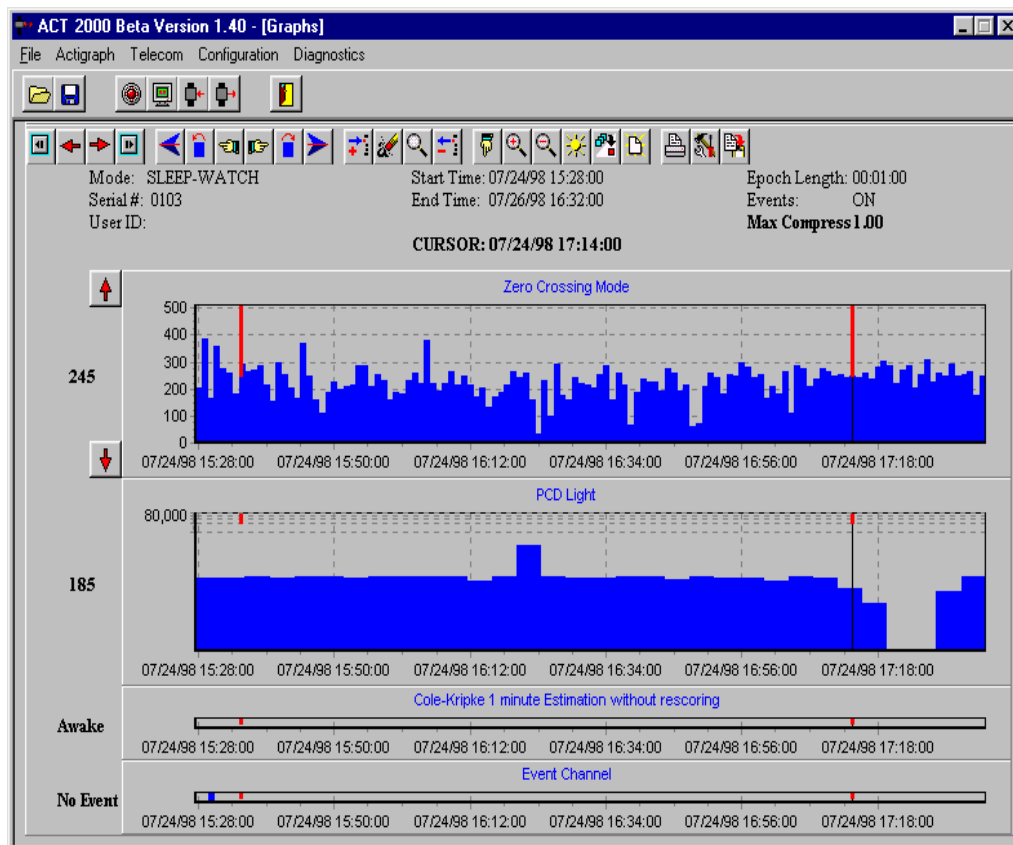 ACT 2000 Beta Version 1.40 - [Graphs]
File Actigraph Telecom Configuration Diagnostics
Mode: SLEEP-WATCH Start Time: 07/24/98 15:28:00 Epoch Length: 00:01:00
Serial #: 0103 End Time: 07/26/98 16:32:00 Events: ON
User ID: Max Compress 1.00
CURSOR: 07/24/98 17:14:00
Zero Crossing Mode
500
400
300
245
200
100
0
07/24/98 15:28:00 07/24/98 15:50:00 07/24/98 16:12:00 07/24/98 16:34:00 07/24/98 16:56:00 07/24/98 17:18:00
PCD Light
80,000
185
07/24/98 15:28:00 07/24/98 15:50:00 07/24/98 16:12:00 07/24/98 16:34:00 07/24/98 16:56:00 07/24/98 17:18:00
Cole-Kripke 1 minute Estimation without rescoring
Awake
07/24/98 15:28:00 07/24/98 15:50:00 07/24/98 16:12:00 07/24/98 16:34:00 07/24/98 16:56:00 07/24/98 17:18:00
Event Channel
No Event
07/24/98 15:28:00 07/24/98 15:50:00 07/24/98 16:12:00 07/24/98 16:34:00 07/24/98 16:56:00 07/24/98 17:18:00